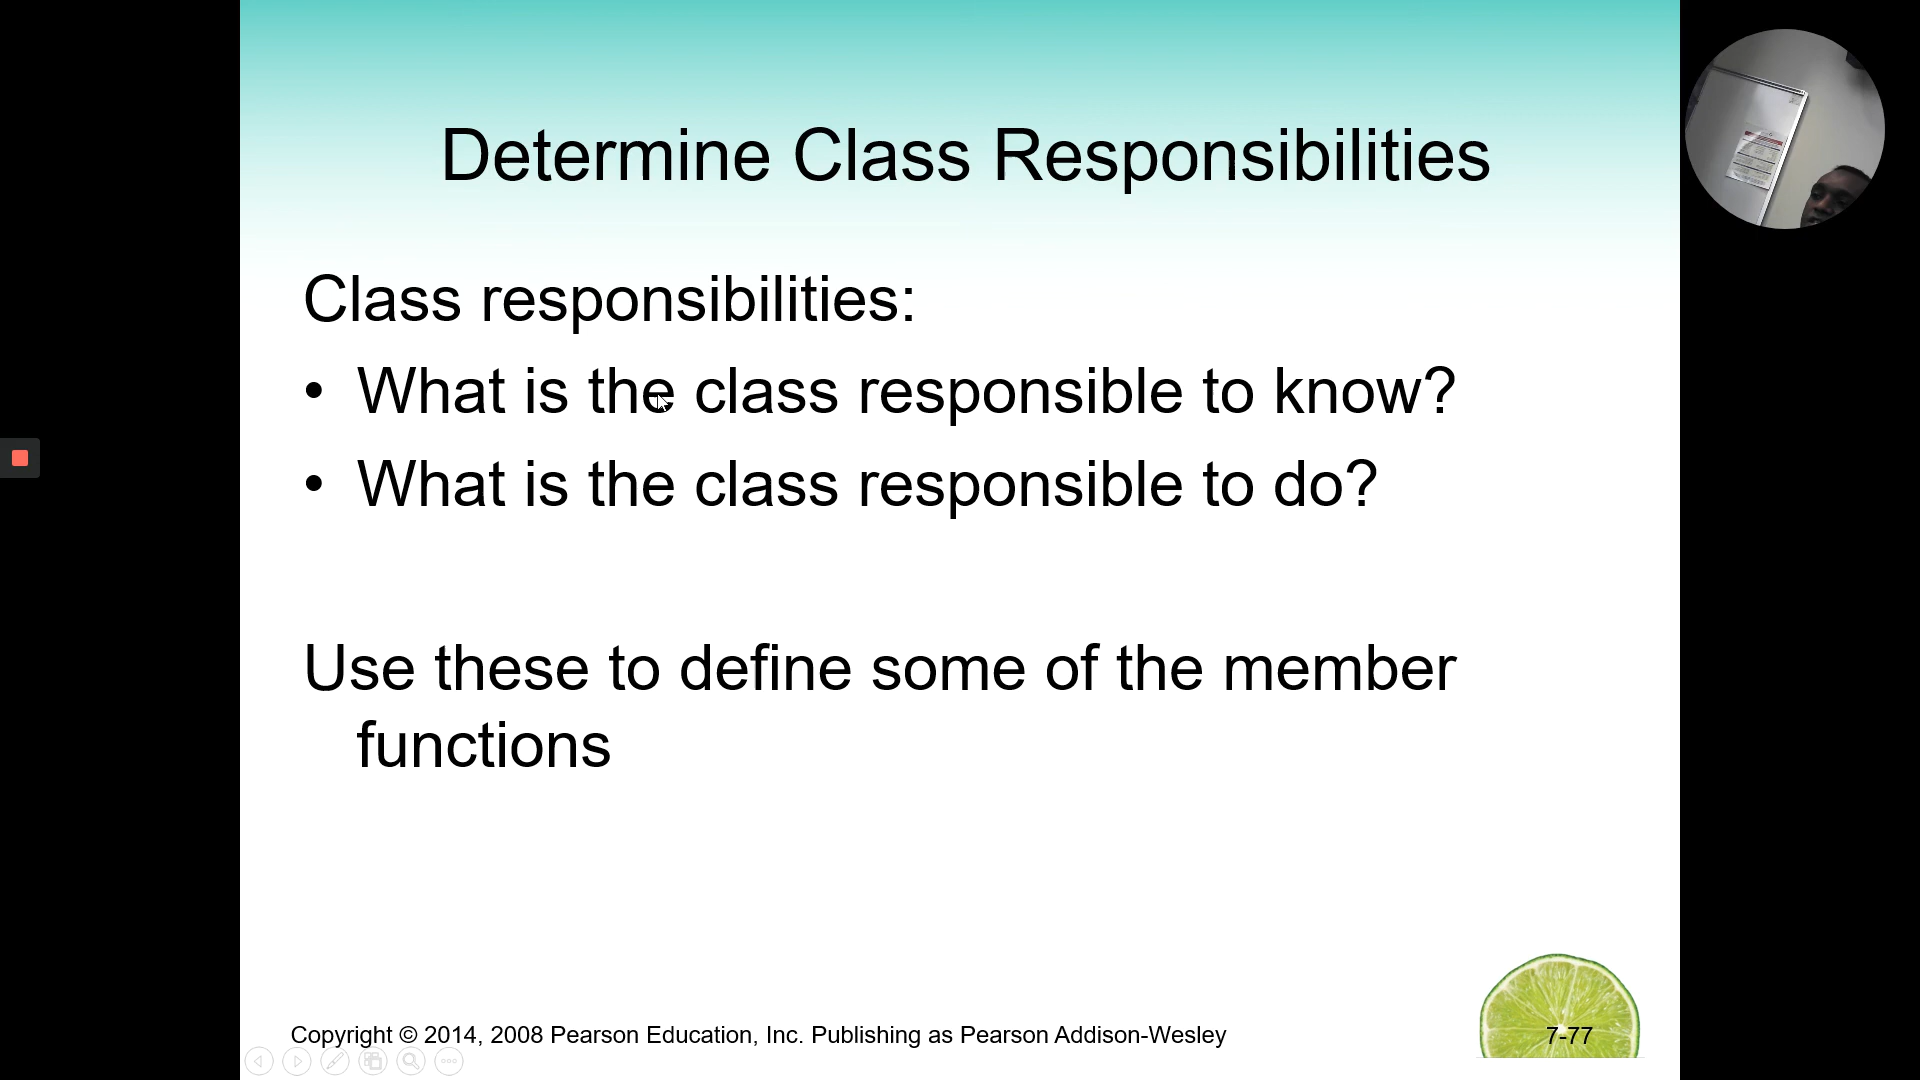 Determine Class Responsibilities
Class responsibilities:
• What is the class responsible to know?
• What is the class responsible to do?
Use these to define some of the member
functions
Copyright © 2014, 2008 Pearson Education, Inc. Publishing as Pearson Addison-Wesley
7-77